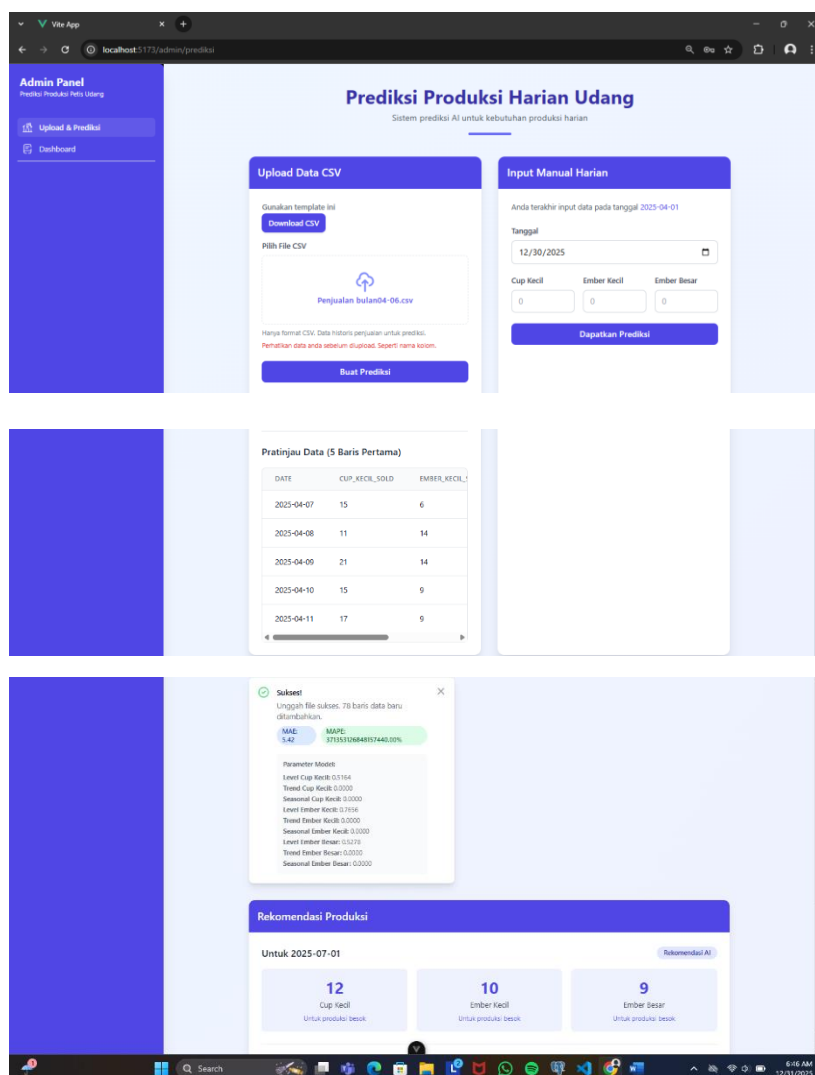 Vite App
localhost:5173/admin/prediksi
Admin Panel
Prediksi Produksi Petis Udang
Upload & Prediksi
Dashboard
Prediksi Produksi Harian Udang
Sistem prediksi AI untuk kebutuhan produksi harian
Upload Data CSV
Gunakan template ini
Download CSV
Pilih File CSV
Penjualan bulan04-06.csv
Hanya format CSV. Data historis penjualan untuk prediksi.
Perhatikan data anda sebelum diupload. Seperti nama kolom.
Buat Prediksi
Input Manual Harian
Anda terakhir input data pada tanggal 2025-04-01
Tanggal
12/30/2025
Cup Kecil Ember Kecil Ember Besar
0 0 0
Dapatkan Prediksi
Pratinjau Data (5 Baris Pertama)
DATE CUP_KECIL_SOLD EMBER_KECIL_S
2025-04-07 15 6
2025-04-08 11 14
2025-04-09 21 14
2025-04-10 15 9
2025-04-11 17 9
Sukses!
Unggah file sukses. 78 baris data baru
ditambahkan.
MAE: MAPE:
5.42 371353126848157440.00%
Parameter Model:
Level Cup Kecil: 0.5164
Trend Cup Kecil: 0.0000
Seasonal Cup Kecil: 0.0000
Level Ember Kecil: 0.7656
Trend Ember Kecil: 0.0000
Seasonal Ember Kecil: 0.0000
Level Ember Besar: 0.5278
Trend Ember Besar: 0.0000
Seasonal Ember Besar: 0.0000
Rekomendasi Produksi
Untuk 2025-07-01 Rekomendasi AI
12 10 9
Cup Kecil Ember Kecil Ember Besar
Untuk produksi besok Untuk produksi besok Untuk produksi besok
Search
6:46 AM
12/31/2025